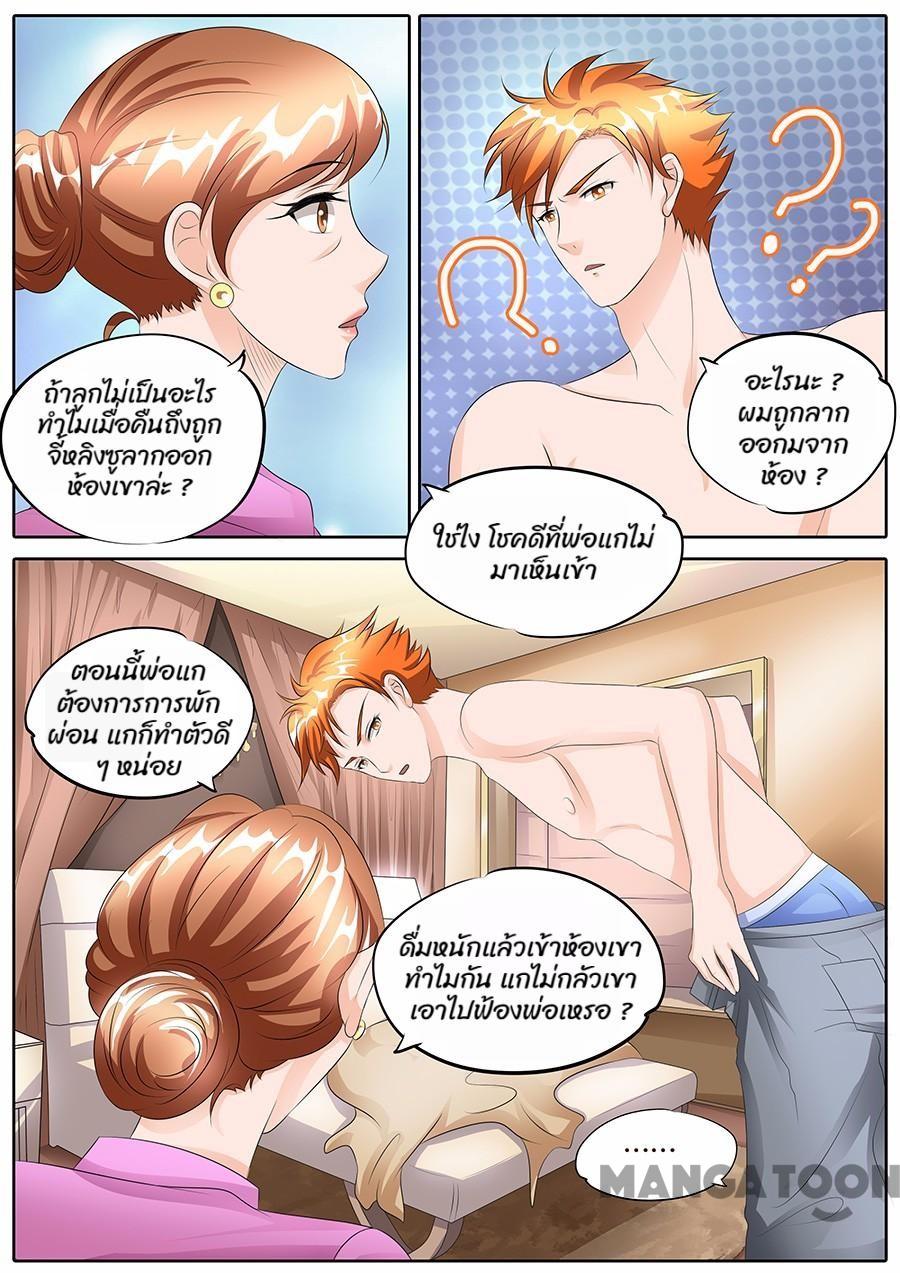 ถ้าลูกไม่เป็นอะไร
ทำไมเมื่อคืนถึงถูก
จี้หลิงซูลากออก
ห้องเขาล่ะ ?
อะไรนะ ?
ผมถูกลาก
ออกมจาก
ห้อง ?
ใช่ไง โชคดีที่พ่อแกไม่
มาเห็นเข้า
ตอนนี้พ่อแก
ต้องการการพัก
ผ่อน แกก็ทำตัวดี
ๆ หน่อย
ดื่มหนักแล้วเข้าห้องเขา
ทำไมกัน แกไม่กลัวเขา
เอาไปฟ้องพ่อเหรอ ?
......
MANGATOON